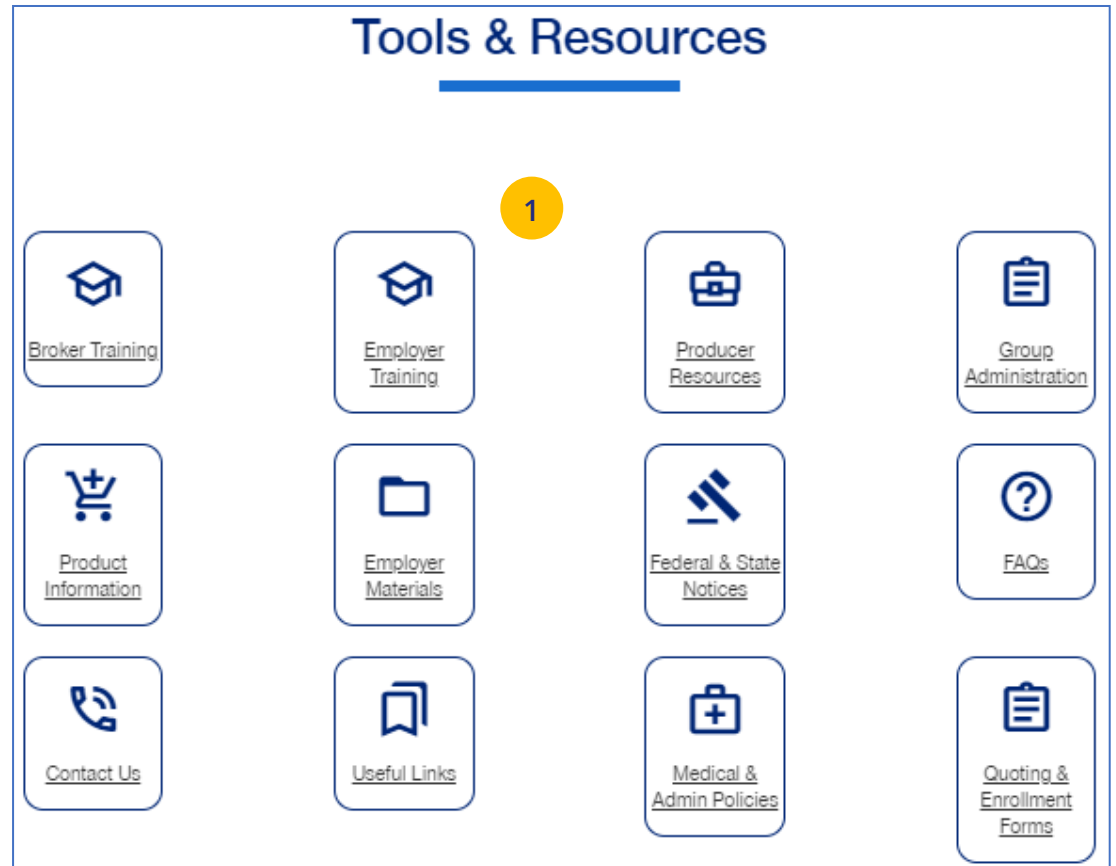 Tools & Resources
1
Broker Training
Employer
Training
Producer
Resources
Group
Administration
Product
Information
Employer
Materials
Federal & State
Notices
FAQs
Contact Us
Useful Links
Medical &
Admin Policies
Quoting &
Enrollment
Forms